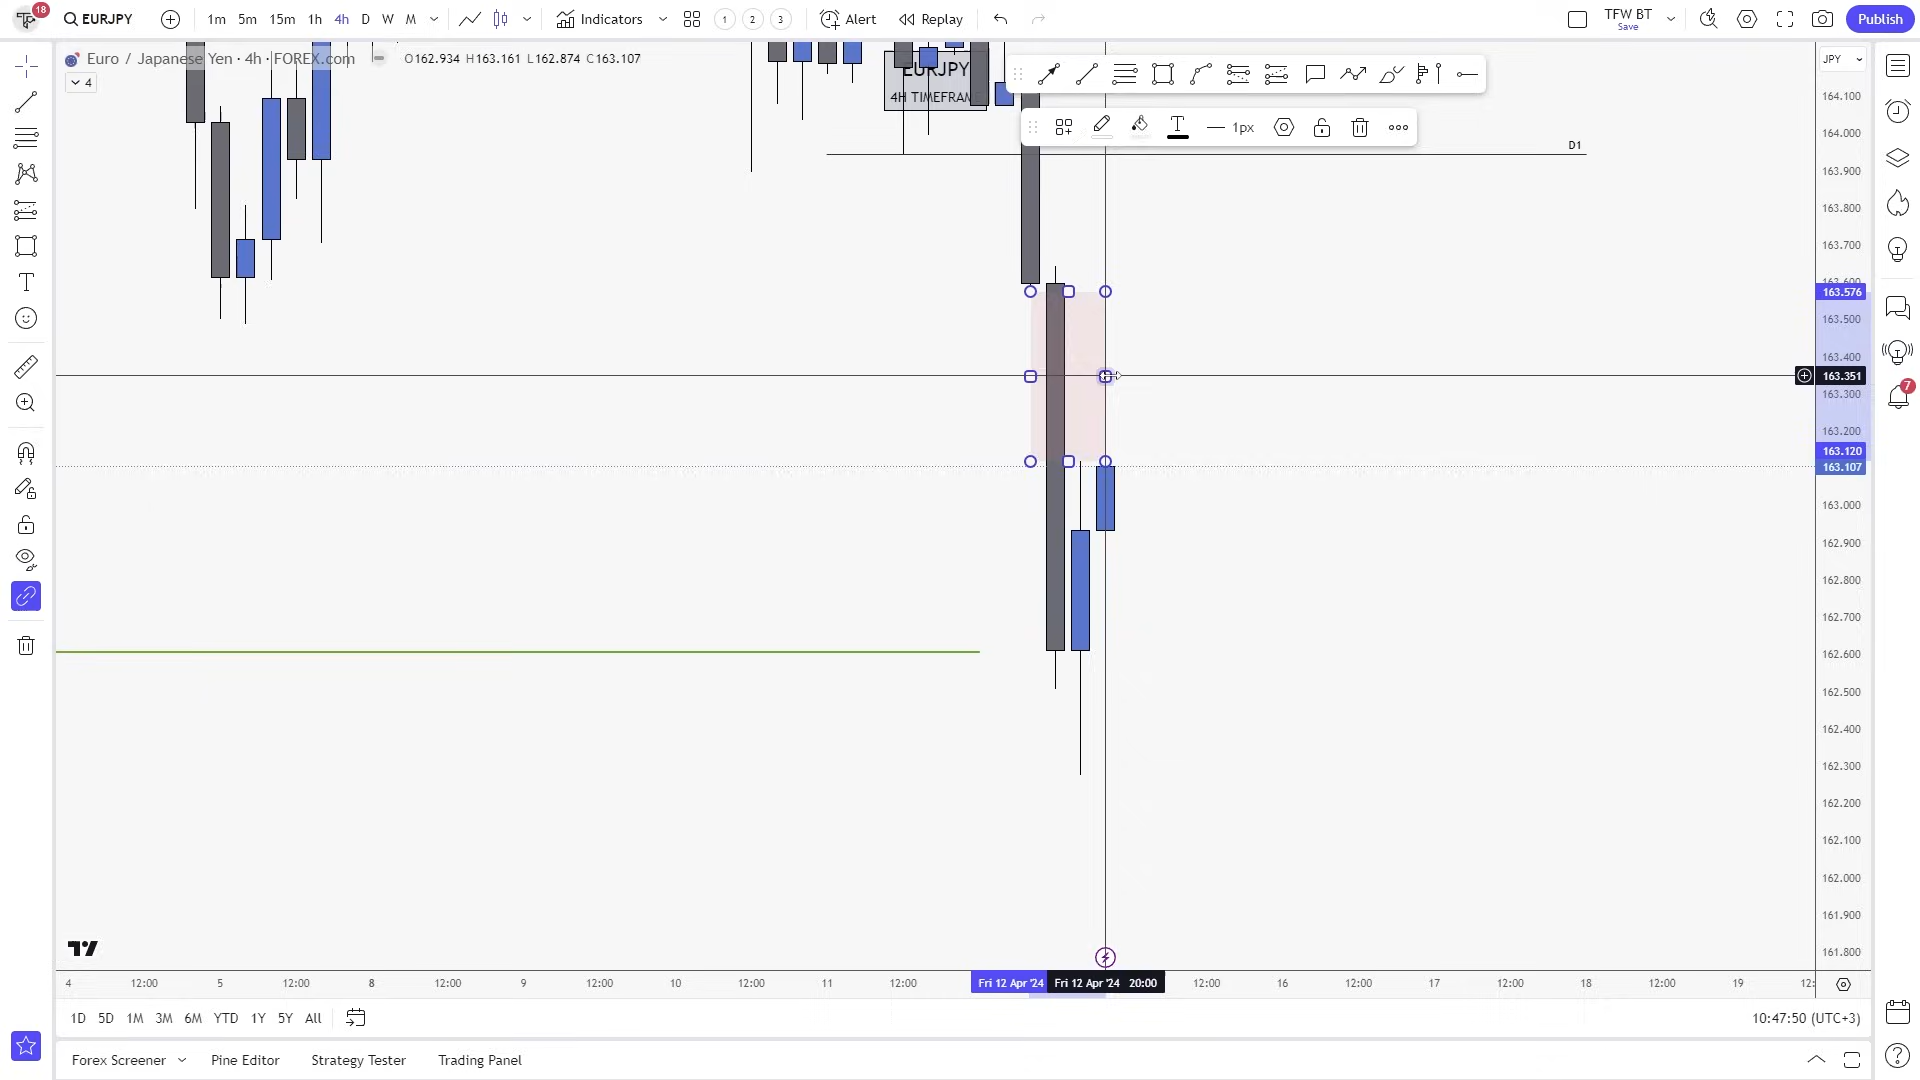 18
EURJPY
1m 5m 15m 1h 4h D W M
Indicators
1 2 3
Alert
Replay
TFW BT
Save
Publish
Euro / Japanese Yen · 4h · FOREX.com
O162.934 H163.161 L162.874 C163.107
JPY
4
EURJPY
4H TIMEFRAME
1px
D1
164.100
164.000
163.900
163.800
163.700
163.600
163.576
163.500
163.400
163.351
163.300
163.200
163.120
163.107
163.000
162.900
162.800
162.700
162.600
162.500
162.400
162.300
162.200
162.100
162.000
161.900
161.800
7
4 12:00 5 12:00 8 12:00 9 12:00 10 12:00 11 12:00 Fri 12 Apr '24 Fri 12 Apr '24 20:00 12:00 16 12:00 17 12:00 18 12:00 19 12:
1D 5D 1M 3M 6M YTD 1Y 5Y All
10:47:50 (UTC+3)
Forex Screener
Pine Editor
Strategy Tester
Trading Panel